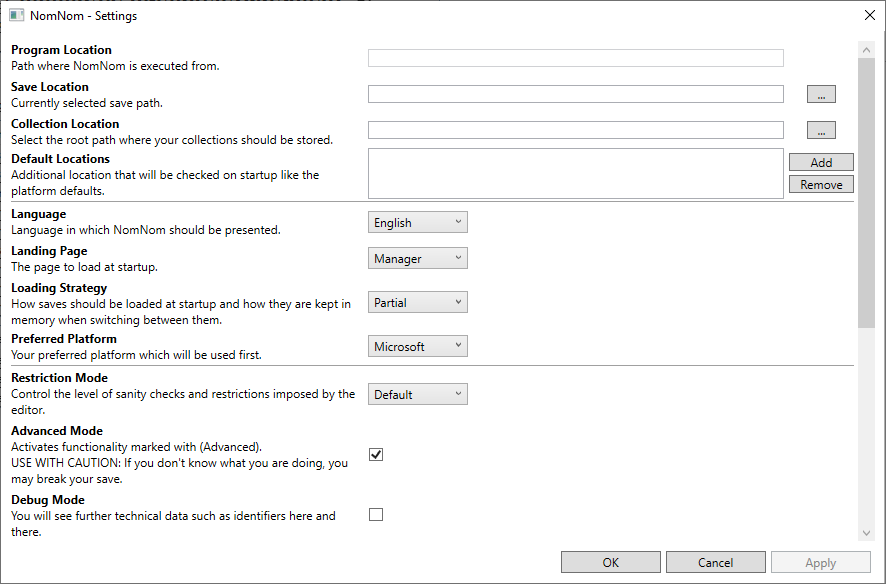 NomNom - Settings
Program Location
Path where NomNom is executed from.
Save Location
Currently selected save path.
...
Collection Location
Select the root path where your collections should be stored.
...
Default Locations
Additional location that will be checked on startup like the
platform defaults.
Add
Remove
Language
Language in which NomNom should be presented.
English
Landing Page
The page to load at startup.
Manager
Loading Strategy
How saves should be loaded at startup and how they are kept in
memory when switching between them.
Partial
Preferred Platform
Your preferred platform which will be used first.
Microsoft
Restriction Mode
Control the level of sanity checks and restrictions imposed by the
editor.
Default
Advanced Mode
Activates functionality marked with (Advanced).
USE WITH CAUTION: If you don't know what you are doing, you
may break your save.
Debug Mode
You will see further technical data such as identifiers here and
there.
OK
Cancel
Apply